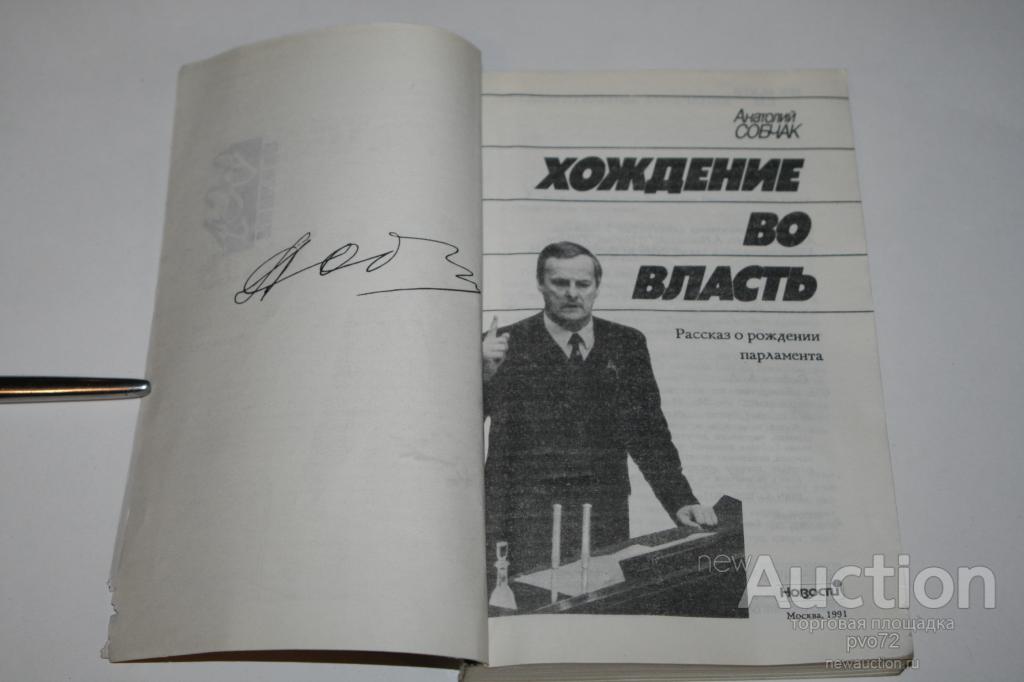 Анатолий
СОБЧАК
ХОЖДЕНИЕ
ВО
ВЛАСТЬ
Рассказ о рождении
парламента
Новости
Москва, 1991
newAuction
торговая площадка
pvo72
newauction.ru